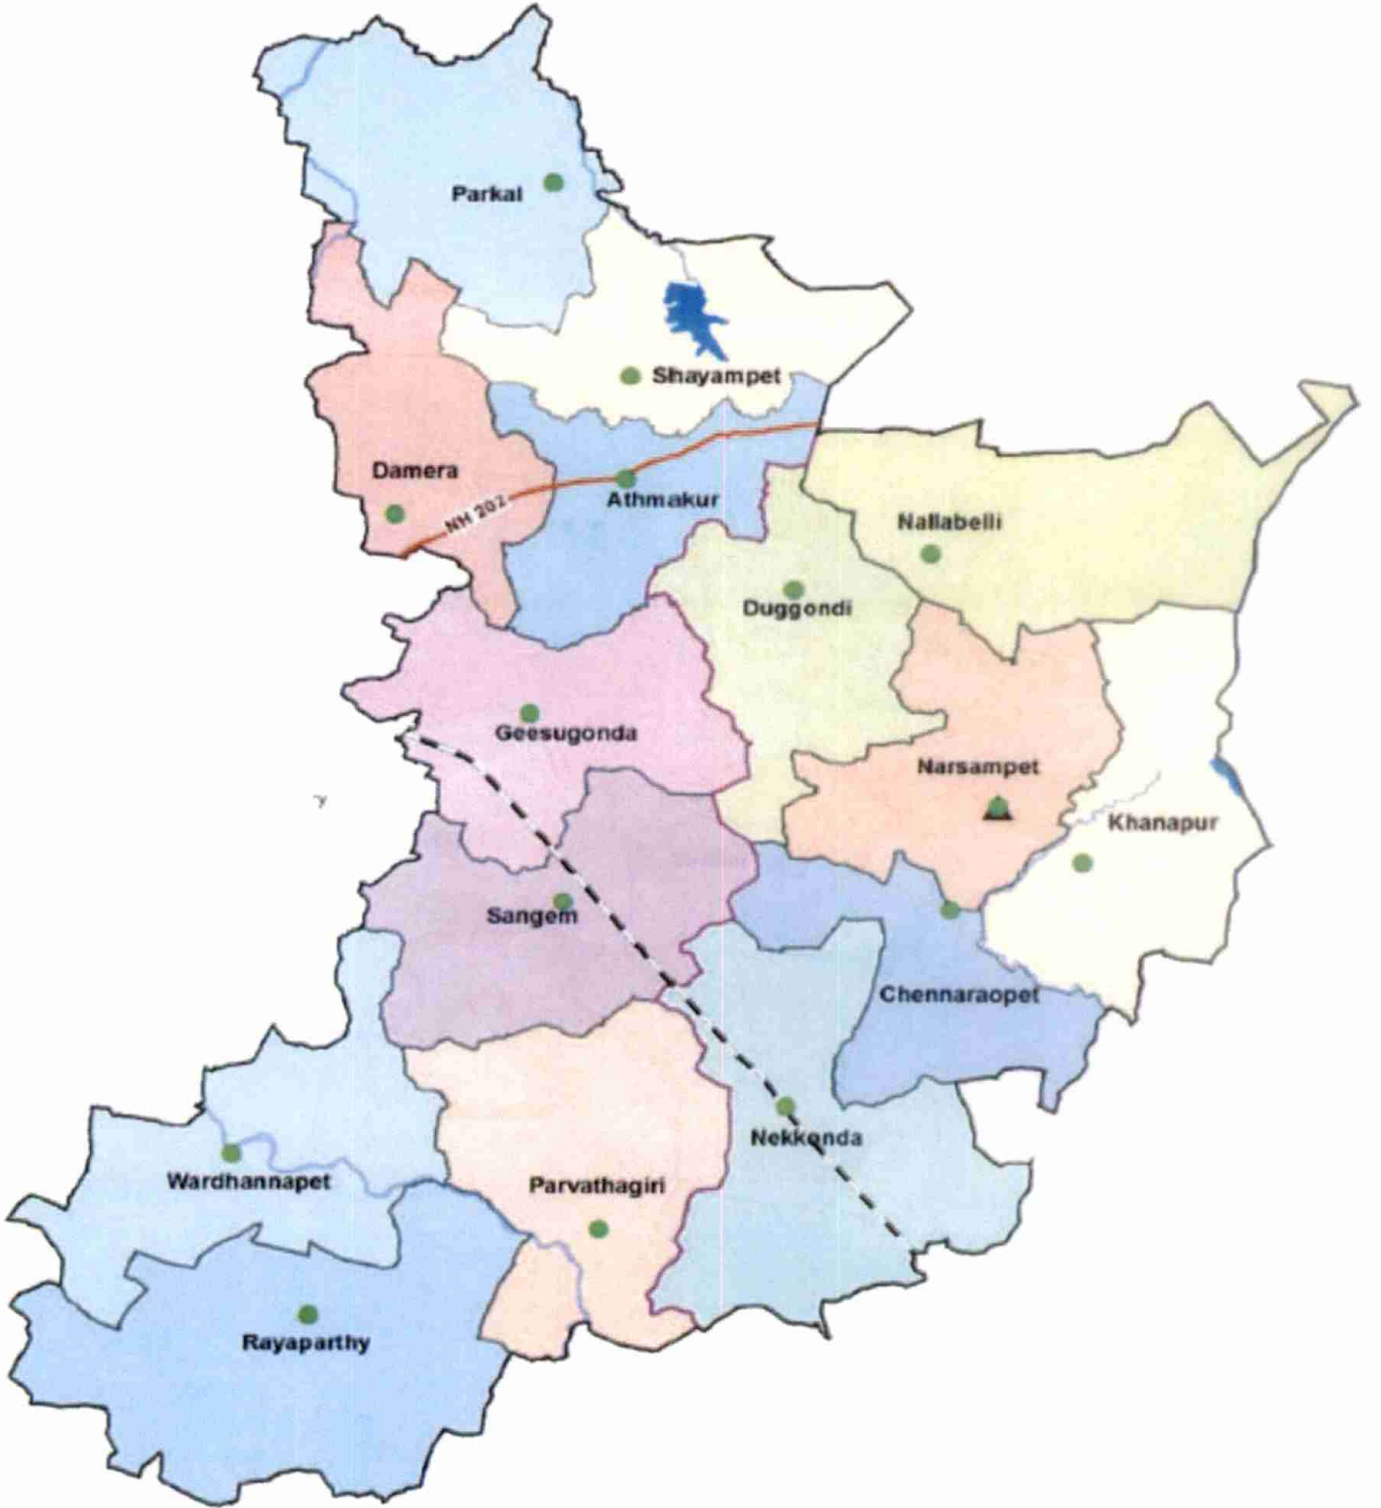 Parkal
Shayampet
Damera
NH 202
Athmakur
Nallabelli
Duggondi
Geesugonda
Narsampet
Khanapur
Sangem
Chennaraopet
Nekkonda
Wardhannapet
Parvathagiri
Rayaparthy